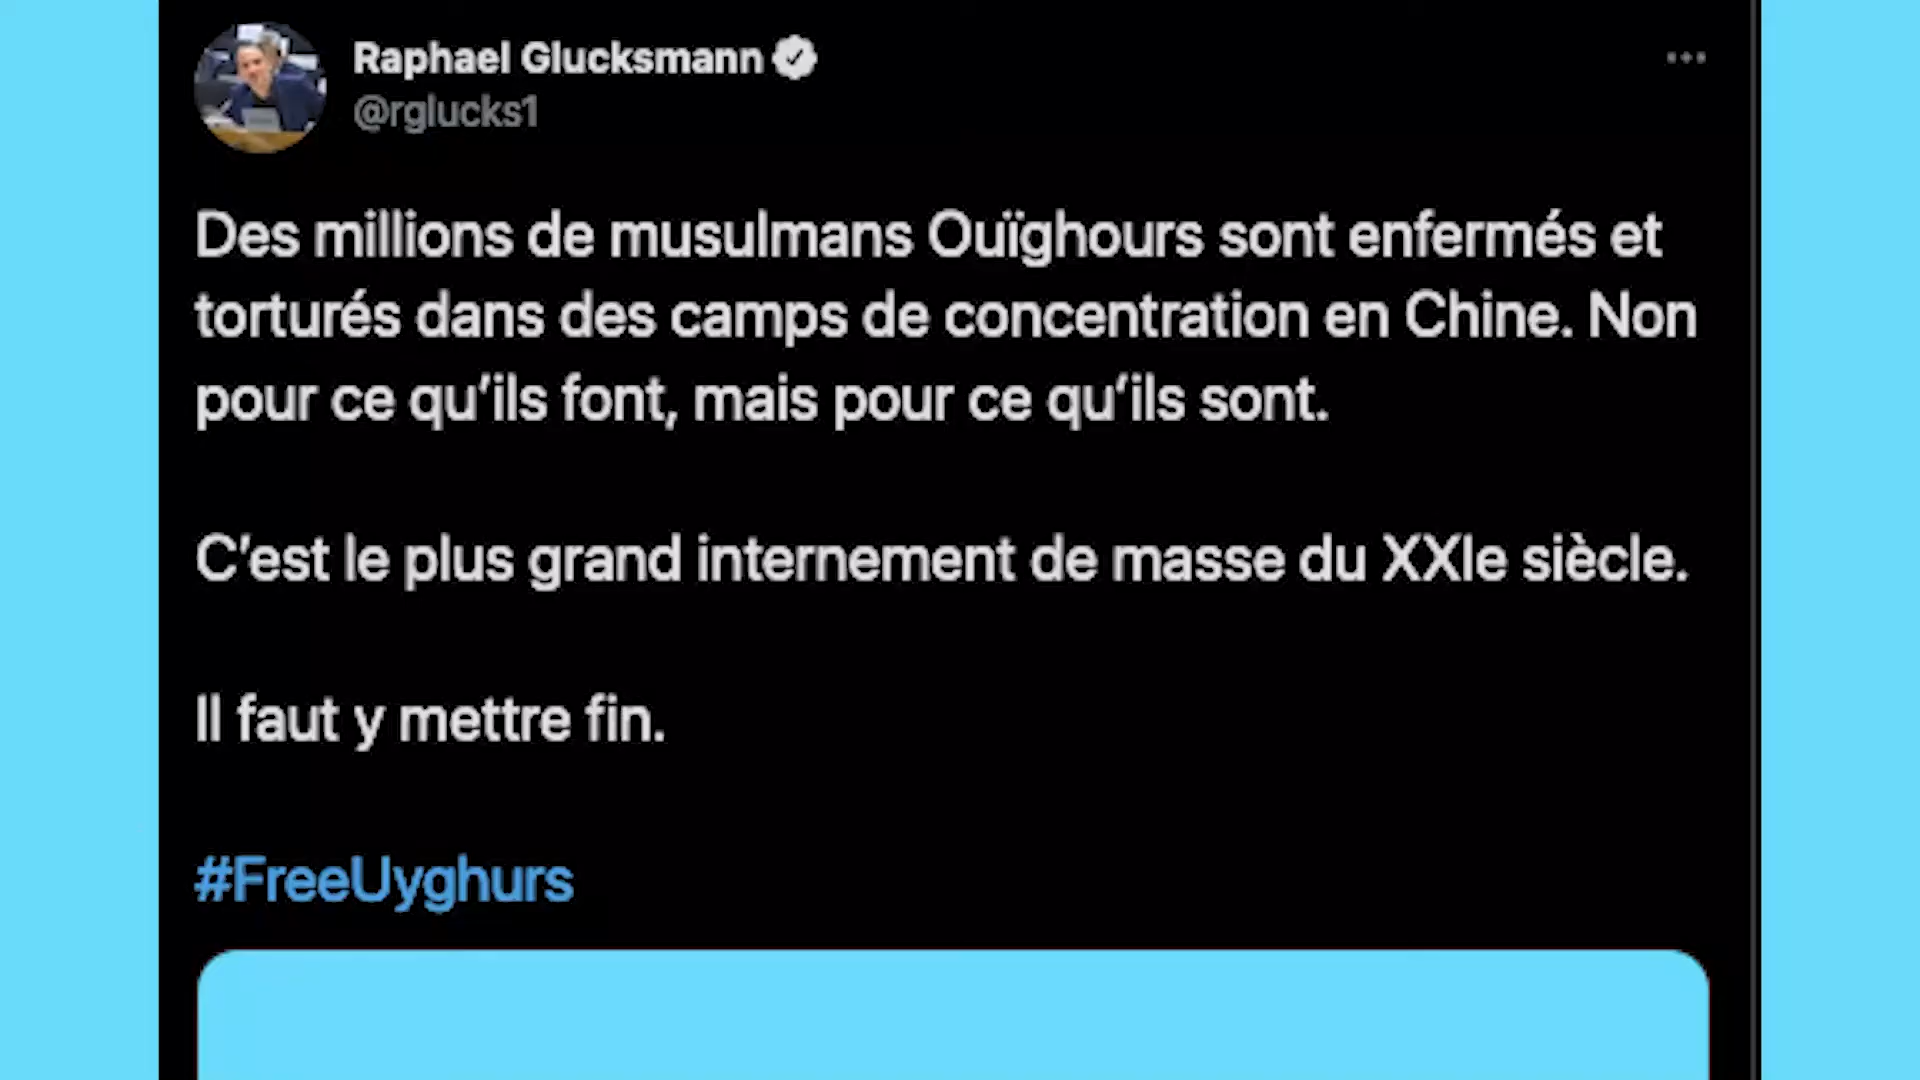 Raphael Glucksmann
@rglucks1
Des millions de musulmans Ouïghours sont enfermés et
torturés dans des camps de concentration en Chine. Non
pour ce qu’ils font, mais pour ce qu‘ils sont.
C’est le plus grand internement de masse du XXIe siècle.
Il faut y mettre fin.
#FreeUyghurs